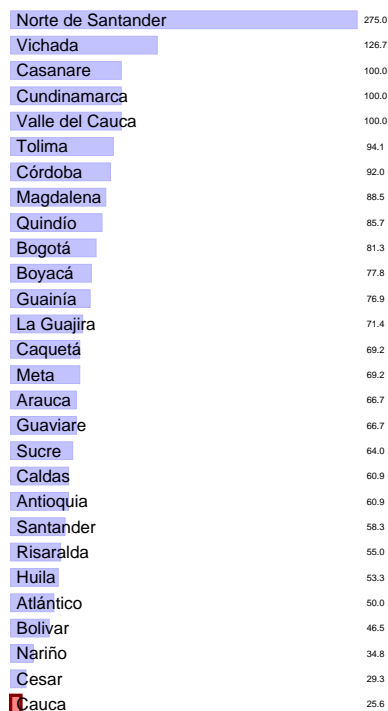 Norte de Santander 275.0
Vichada 126.7
Casanare 100.0
Cundinamarca 100.0
Valle del Cauca 100.0
Tolima 94.1
Córdoba 92.0
Magdalena 88.5
Quindío 85.7
Bogotá 81.3
Boyacá 77.8
Guainía 76.9
La Guajira 71.4
Caquetá 69.2
Meta 69.2
Arauca 66.7
Guaviare 66.7
Sucre 64.0
Caldas 60.9
Antioquia 60.9
Santander 58.3
Risaralda 55.0
Huila 53.3
Atlántico 50.0
Bolivar 46.5
Nariño 34.8
Cesar 29.3
Cauca 25.6